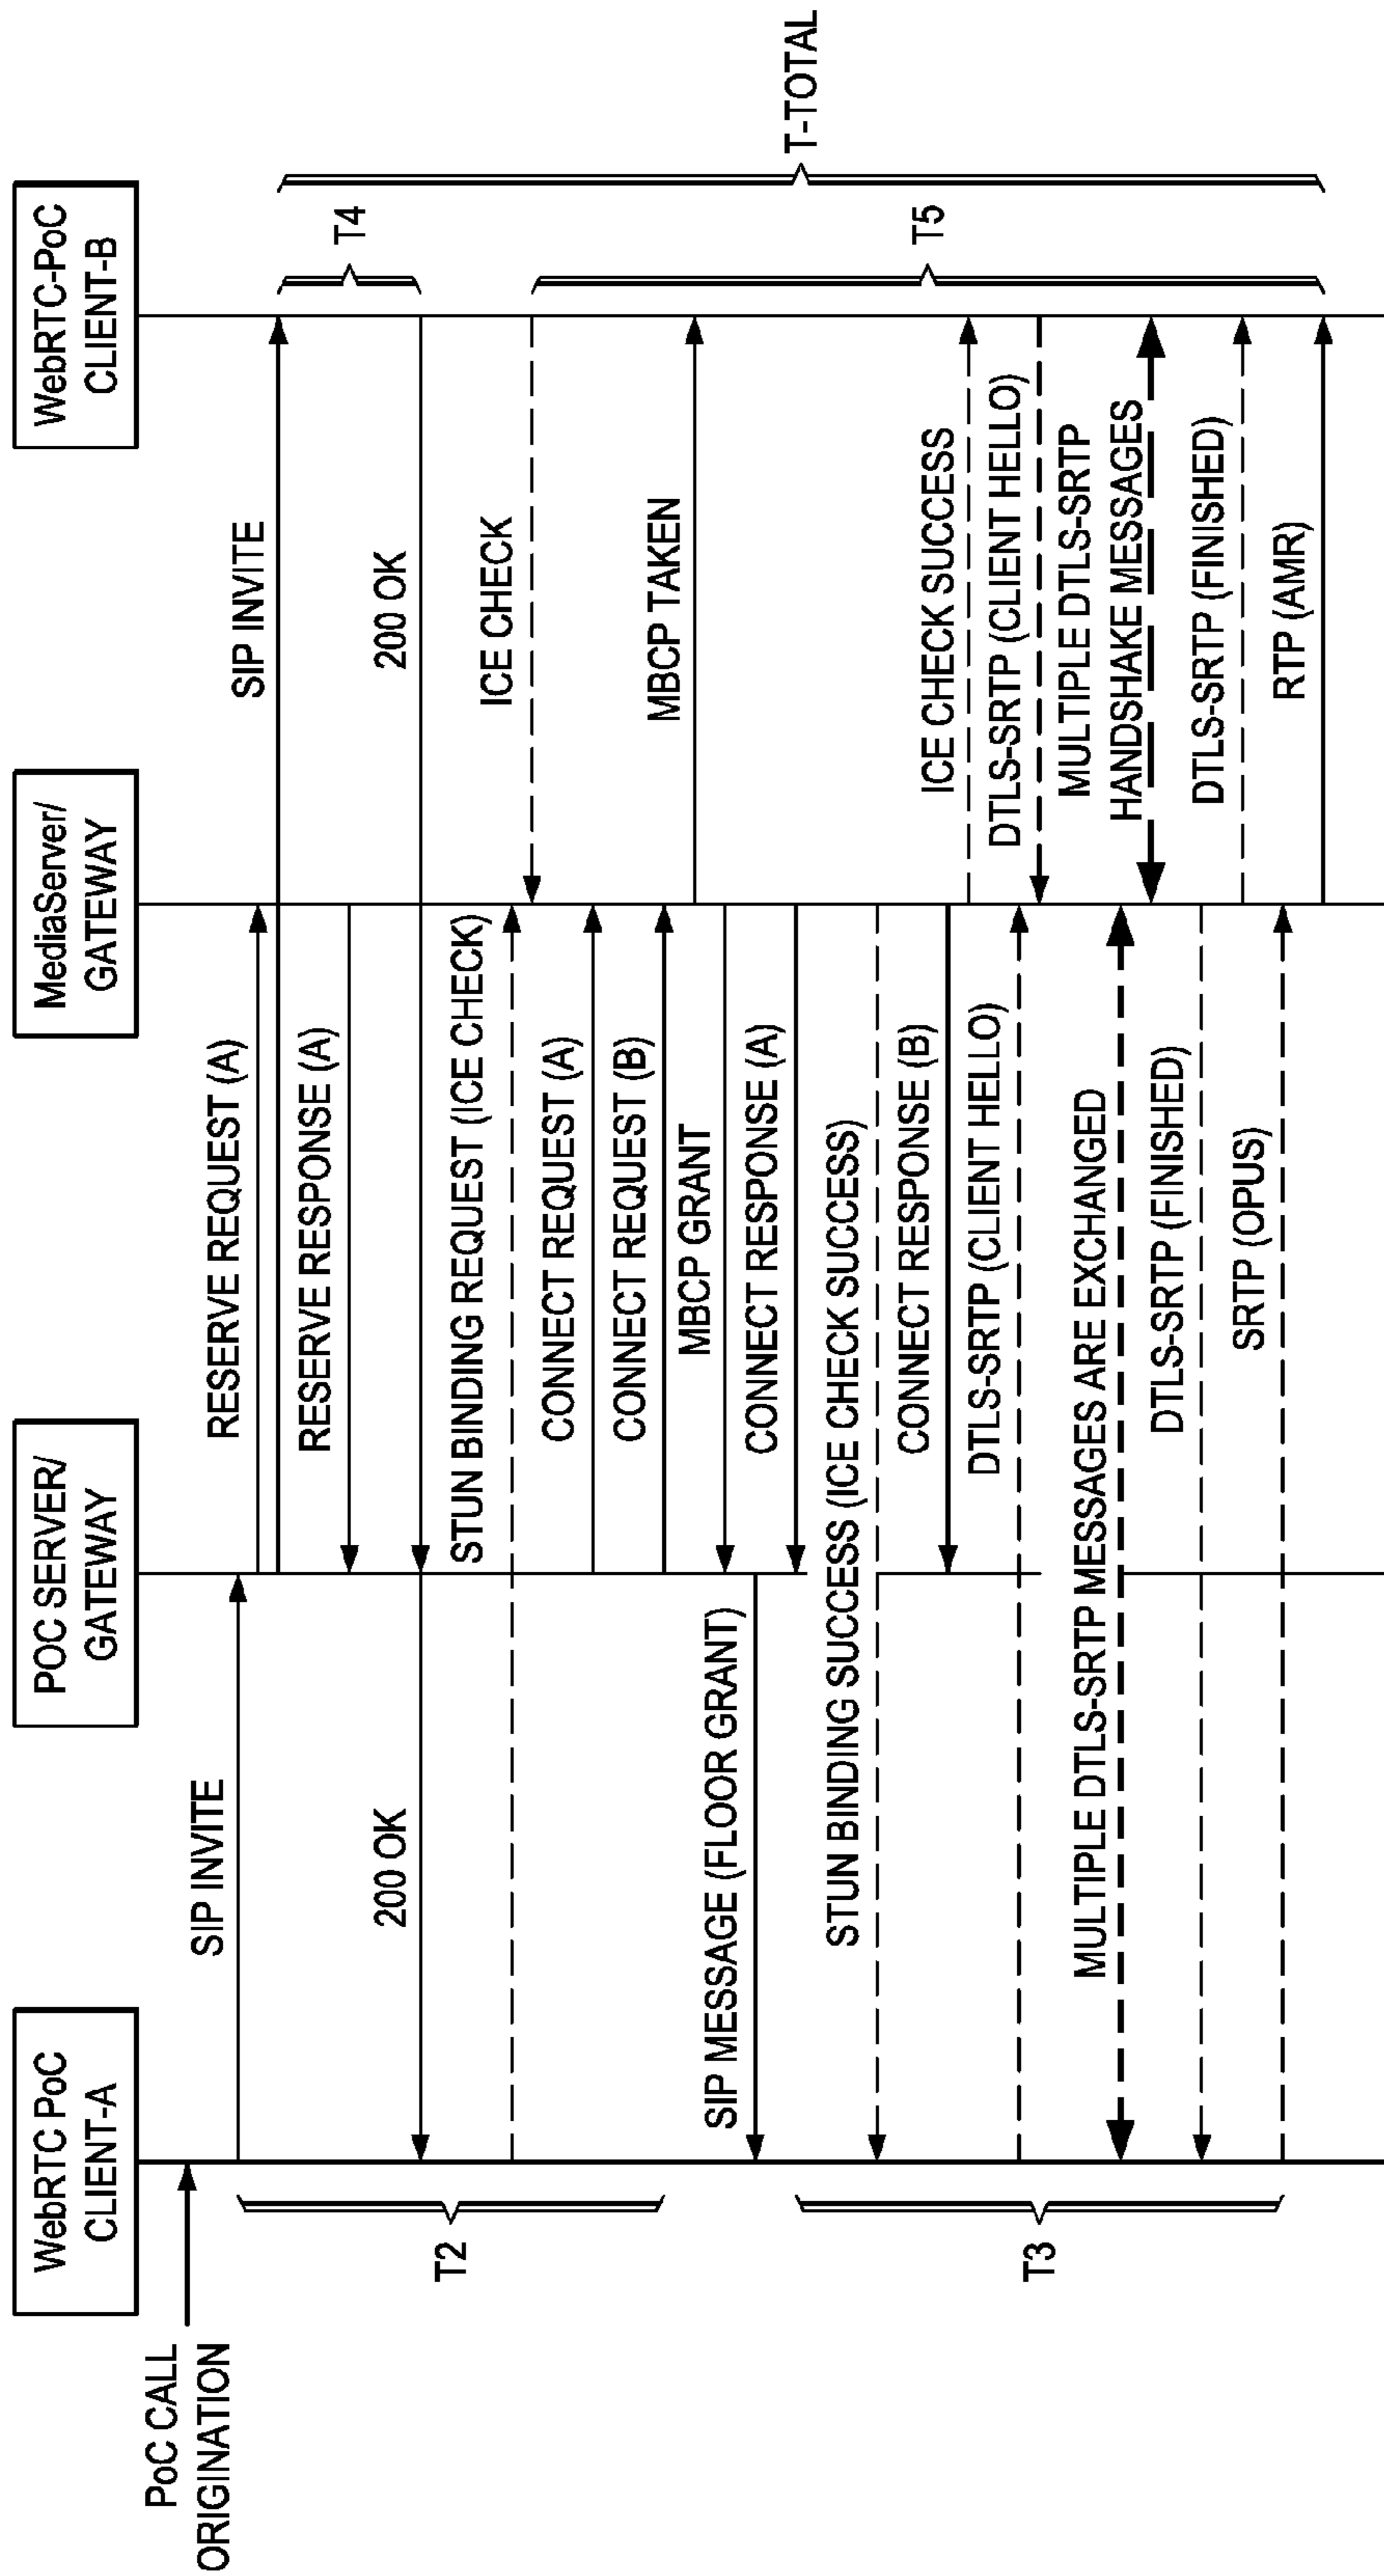 WebRTC PoC
CLIENT-A
POC SERVER/
GATEWAY
MediaServer/
GATEWAY
WebRTC-PoC
CLIENT-B
PoC CALL
ORIGINATION
SIP INVITE
RESERVE REQUEST (A)
SIP INVITE
RESERVE RESPONSE (A)
T4
200 OK
200 OK
T2
STUN BINDING REQUEST (ICE CHECK)
ICE CHECK
CONNECT REQUEST (A)
CONNECT REQUEST (B)
MBCP TAKEN
MBCP GRANT
SIP MESSAGE (FLOOR GRANT)
CONNECT RESPONSE (A)
T-TOTAL
STUN BINDING SUCCESS (ICE CHECK SUCCESS)
CONNECT RESPONSE (B)
T5
ICE CHECK SUCCESS
DTLS-SRTP (CLIENT HELLO)
DTLS-SRTP (CLIENT HELLO)
T3
MULTIPLE DTLS-SRTP MESSAGES ARE EXCHANGED
MULTIPLE DTLS-SRTP
HANDSHAKE MESSAGES
DTLS-SRTP (FINISHED)
DTLS-SRTP (FINISHED)
SRTP (OPUS)
RTP (AMR)